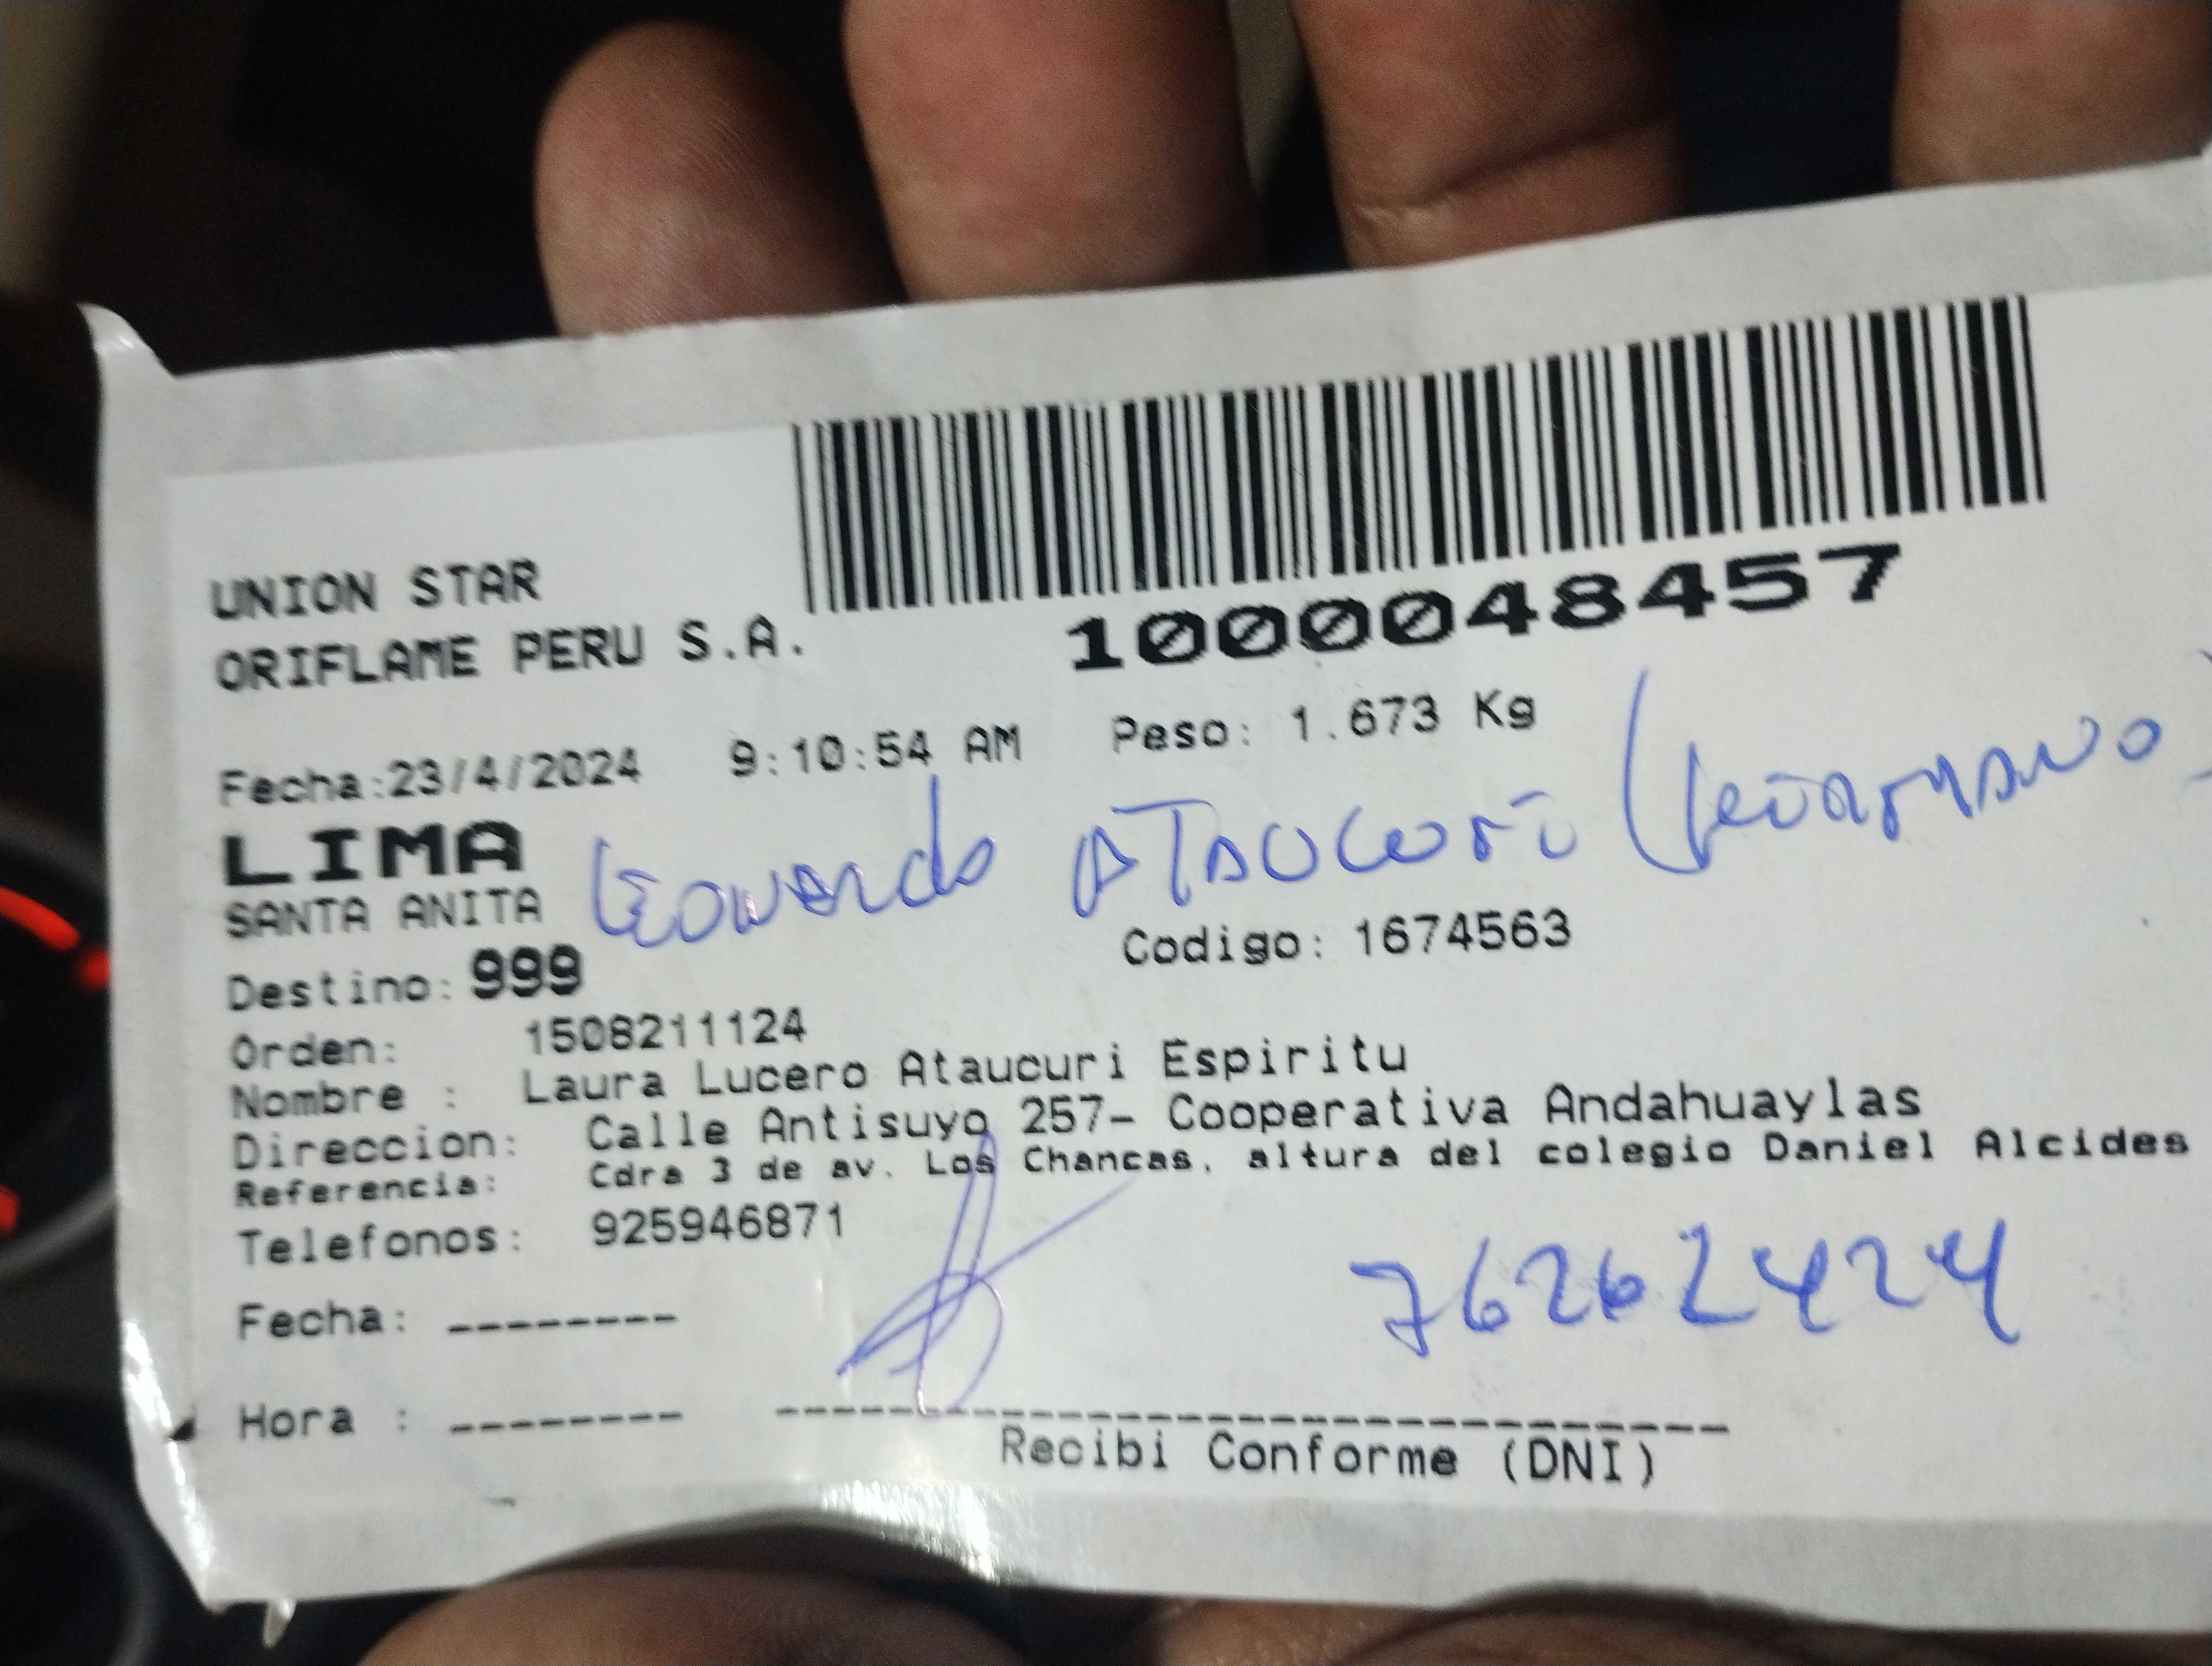 UNION STAR
ORIFLAME PERU S.A.
1000048457
Fecha:23/4/2024 9:10:54 AM Peso: 1.673 Kg
LIMA
SANTA ANITA
Ataucuri
Destino: 999 Codigo: 1674563
Orden: 1508211124
Nombre : Laura Lucero Ataucuri Espiritu
Direccion: Calle Antisuyo 257- Cooperativa Andahuaylas
Referencia: Cdra 3 de av. Los Chancas, altura del colegio Daniel Alcides
Telefonos: 925946871
76262424
Fecha: --------
Hora : --------
Recibi Conforme (DNI)